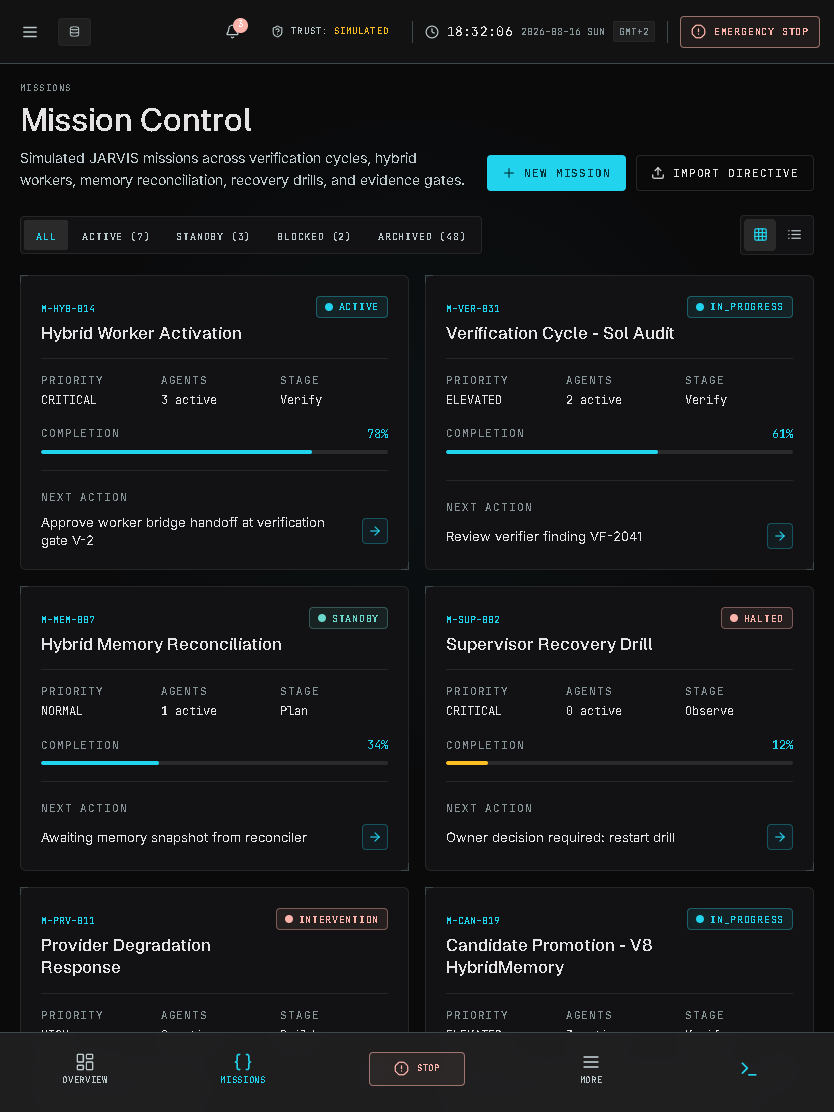 3
TRUST: SIMULATED
18:32:06 2026-08-16 SUN GMT+2
EMERGENCY STOP
MISSIONS
Mission Control
Simulated JARVIS missions across verification cycles, hybrid
workers, memory reconciliation, recovery drills, and evidence gates.
NEW MISSION
IMPORT DIRECTIVE
ALL ACTIVE (7) STANDBY (3) BLOCKED (2) ARCHIVED (48)
M-HYB-014
ACTIVE
Hybrid Worker Activation
PRIORITY AGENTS STAGE
CRITICAL 3 active Verify
COMPLETION 78%
NEXT ACTION
Approve worker bridge handoff at verification
gate V-2
M-VER-031
IN_PROGRESS
Verification Cycle - Sol Audit
PRIORITY AGENTS STAGE
ELEVATED 2 active Verify
COMPLETION 61%
NEXT ACTION
Review verifier finding VF-2041
M-MEM-007
STANDBY
Hybrid Memory Reconciliation
PRIORITY AGENTS STAGE
NORMAL 1 active Plan
COMPLETION 34%
NEXT ACTION
Awaiting memory snapshot from reconciler
M-SUP-002
HALTED
Supervisor Recovery Drill
PRIORITY AGENTS STAGE
CRITICAL 0 active Observe
COMPLETION 12%
NEXT ACTION
Owner decision required: restart drill
M-PRV-011
INTERVENTION
Provider Degradation
Response
PRIORITY AGENTS STAGE
M-CAN-019
IN_PROGRESS
Candidate Promotion - V8
HybridMemory
PRIORITY AGENTS STAGE
OVERVIEW
MISSIONS
STOP
MORE